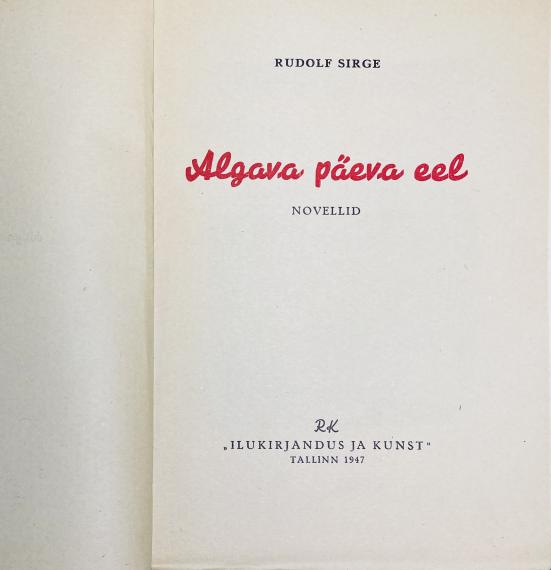 RUDOLF SIRGE
Algava päeva eel
NOVELLID
RK
„ILUKIRJANDUS JA KUNST“
TALLINN 1947